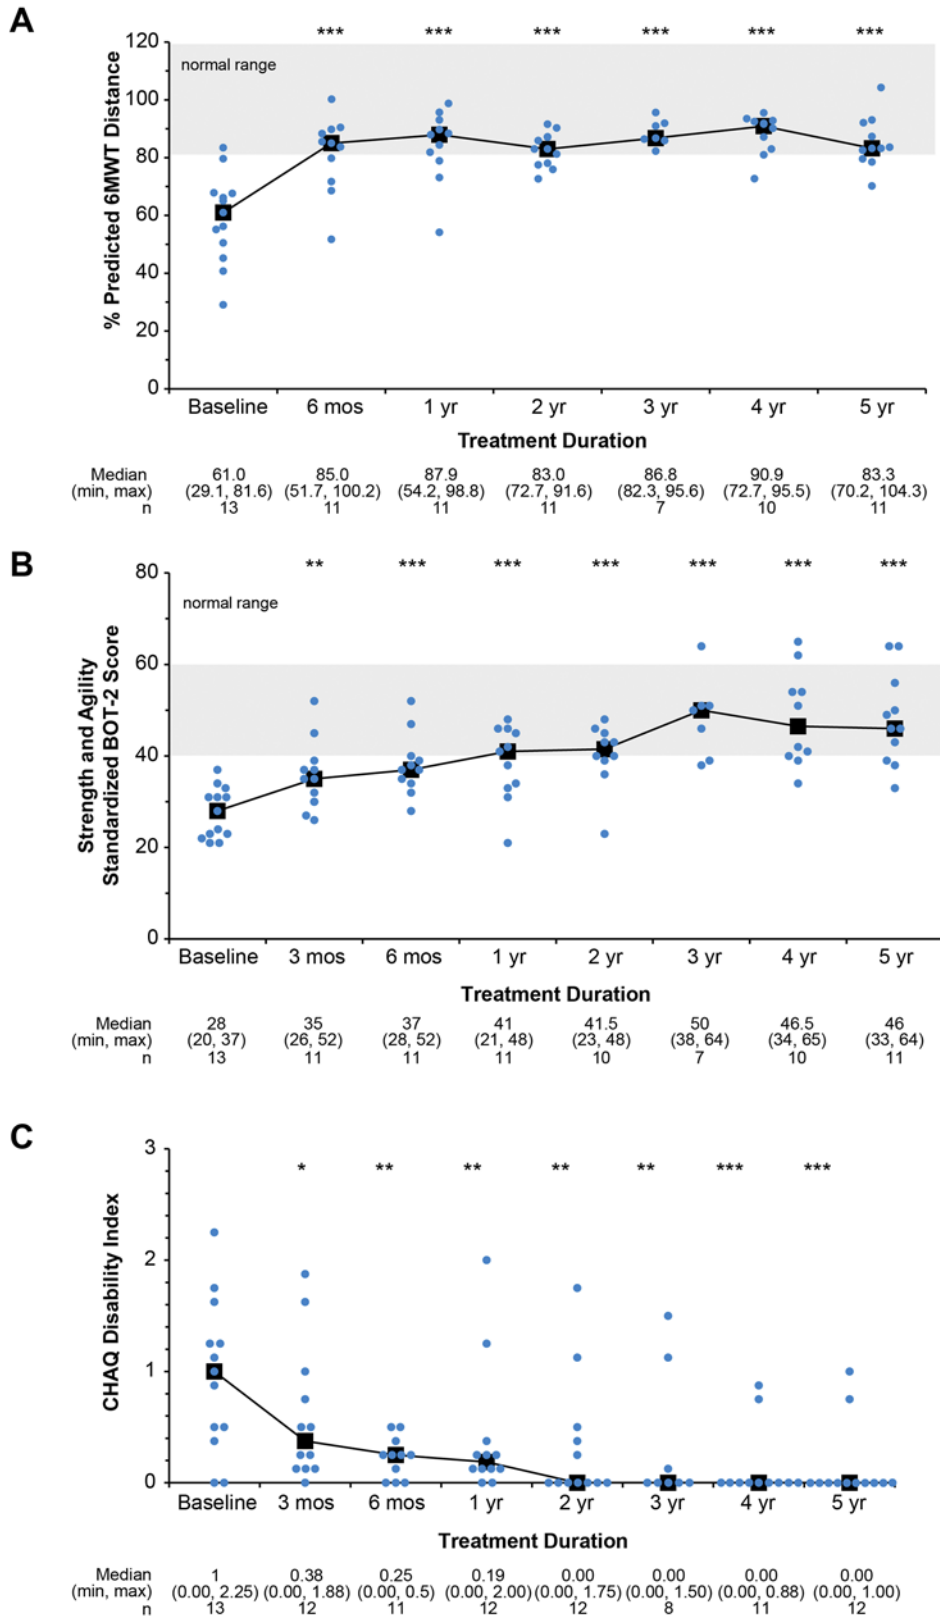 A
*** *** *** *** *** ***
120
normal range
100
80
60
40
20
0
% Predicted 6MWT Distance
Baseline 6 mos 1 yr 2 yr 3 yr 4 yr 5 yr
Treatment Duration
Median 61.0 85.0 87.9 83.0 86.8 90.9 83.3
(min, max) (29.1, 81.6) (51.7, 100.2) (54.2, 98.8) (72.7, 91.6) (82.3, 95.6) (72.7, 95.5) (70.2, 104.3)
n 13 11 11 11 7 10 11
B
** *** *** *** *** *** ***
80
normal range
60
40
20
0
Strength and Agility
Standardized BOT-2 Score
Baseline 3 mos 6 mos 1 yr 2 yr 3 yr 4 yr 5 yr
Treatment Duration
Median 28 35 37 41 41.5 50 46.5 46
(min, max) (20, 37) (26, 52) (28, 52) (21, 48) (23, 48) (38, 64) (34, 65) (33, 64)
n 13 11 11 11 10 7 10 11
C
3
* ** ** ** ** *** ***
2
1
0
CHAQ Disability Index
Baseline 3 mos 6 mos 1 yr 2 yr 3 yr 4 yr 5 yr
Treatment Duration
Median 1 0.38 0.25 0.19 0.00 0.00 0.00 0.00
(min, max) (0.00, 2.25) (0.00, 1.88) (0.00, 0.5) (0.00, 2.00) (0.00, 1.75) (0.00, 1.50) (0.00, 0.88) (0.00, 1.00)
n 13 12 11 12 12 8 11 12